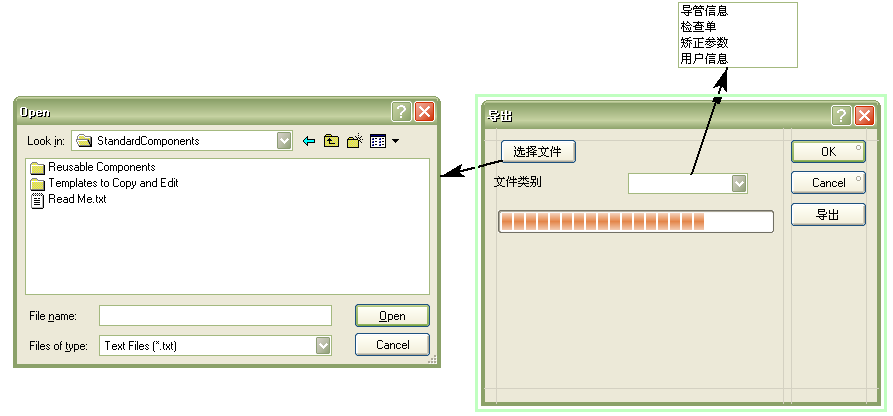 导管信息
检查单
矫正参数
用户信息
Open
Look in: StandardComponents
Reusable Components
Templates to Copy and Edit
Read Me.txt
File name:
Open
Files of type: Text Files (*.txt)
Cancel
导出
选择文件
OK
文件类别
Cancel
导出